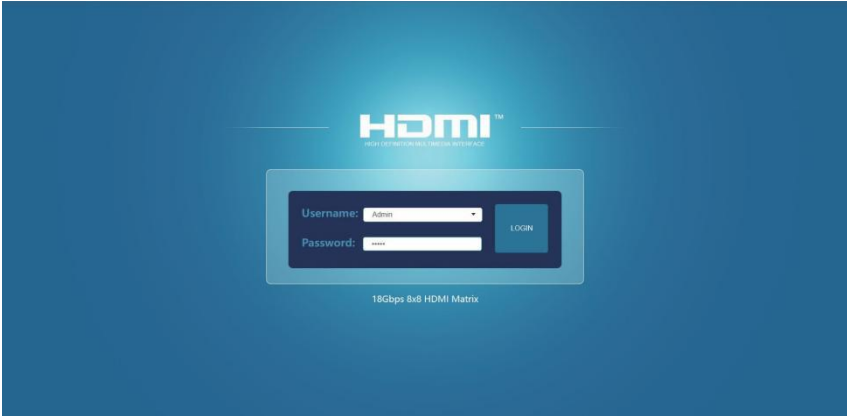 HDMI™
HIGH-DEFINITION MULTIMEDIA INTERFACE
Username: Admin
LOGIN
Password: •••••
18Gbps 8x8 HDMI Matrix